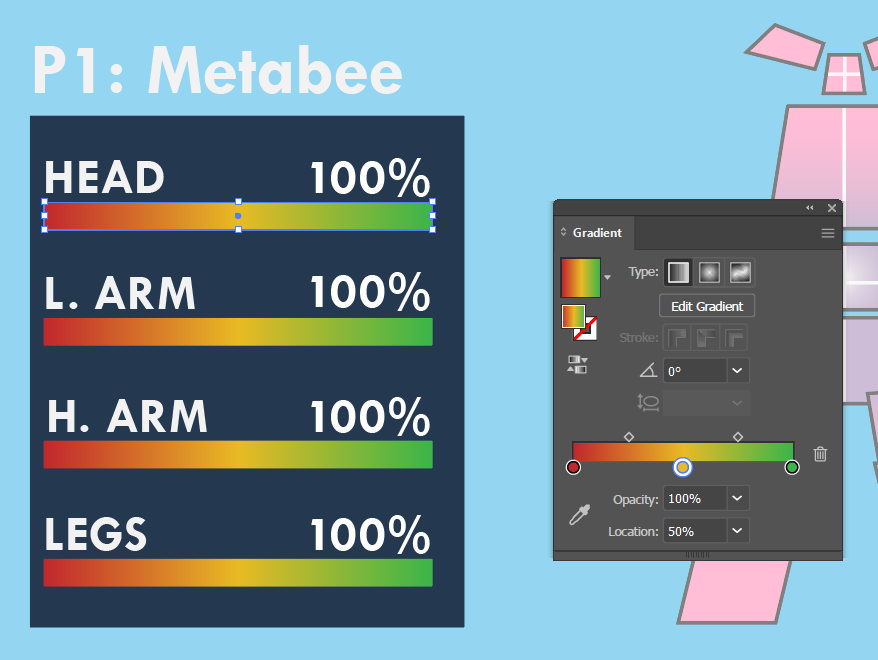 P1: Metabee
HEAD 100%
L. ARM 100%
H. ARM 100%
LEGS 100%
Gradient
Type:
Edit Gradient
Stroke:
0°
Opacity: 100%
Location: 50%